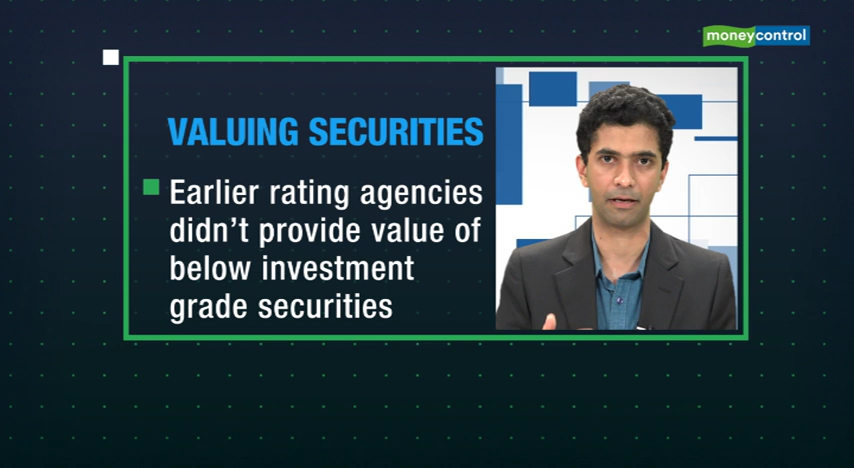 moneycontrol
VALUING SECURITIES
Earlier rating agencies
didn't provide value of
below investment
grade securities